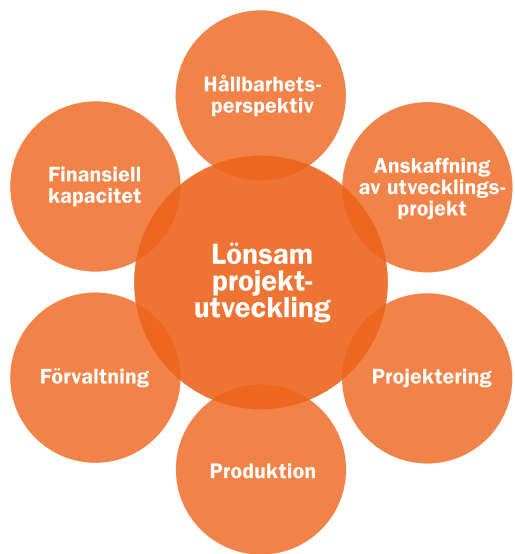 Hållbarhets-
perspektiv
Anskaffning
av utvecklings-
projekt
Finansiell
kapacitet
Lönsam
projekt-
utveckling
Förvaltning
Projektering
Produktion